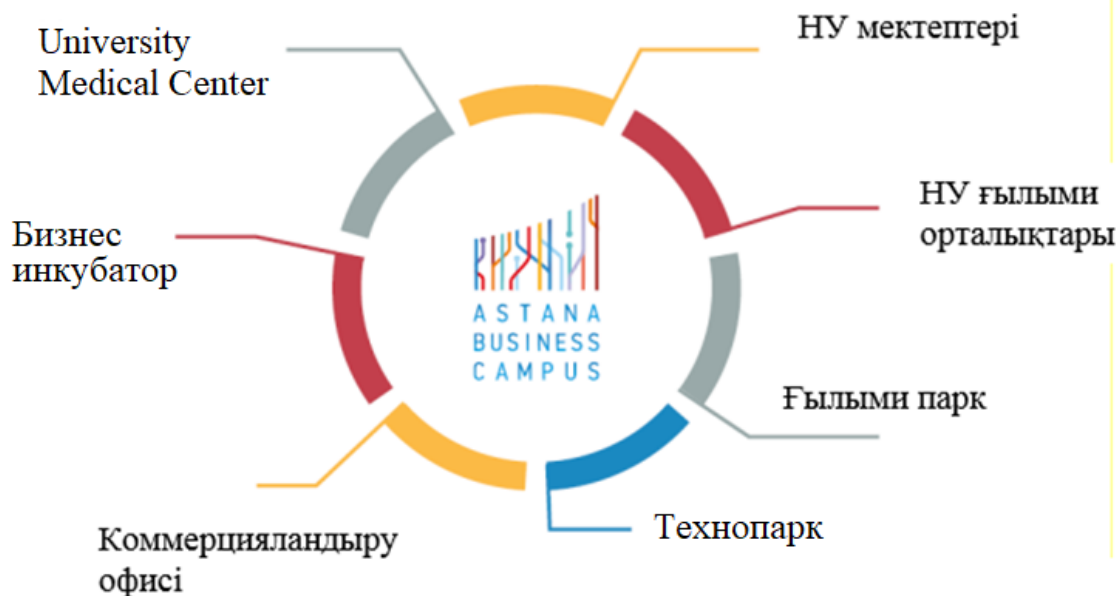 University
Medical Center
НУ мектептері
НУ ғылыми
орталықтары
Бизнес
инкубатор
ASTANA
BUSINESS
CAMPUS
Ғылыми парк
Технопарк
Коммерцияландыру
офисі